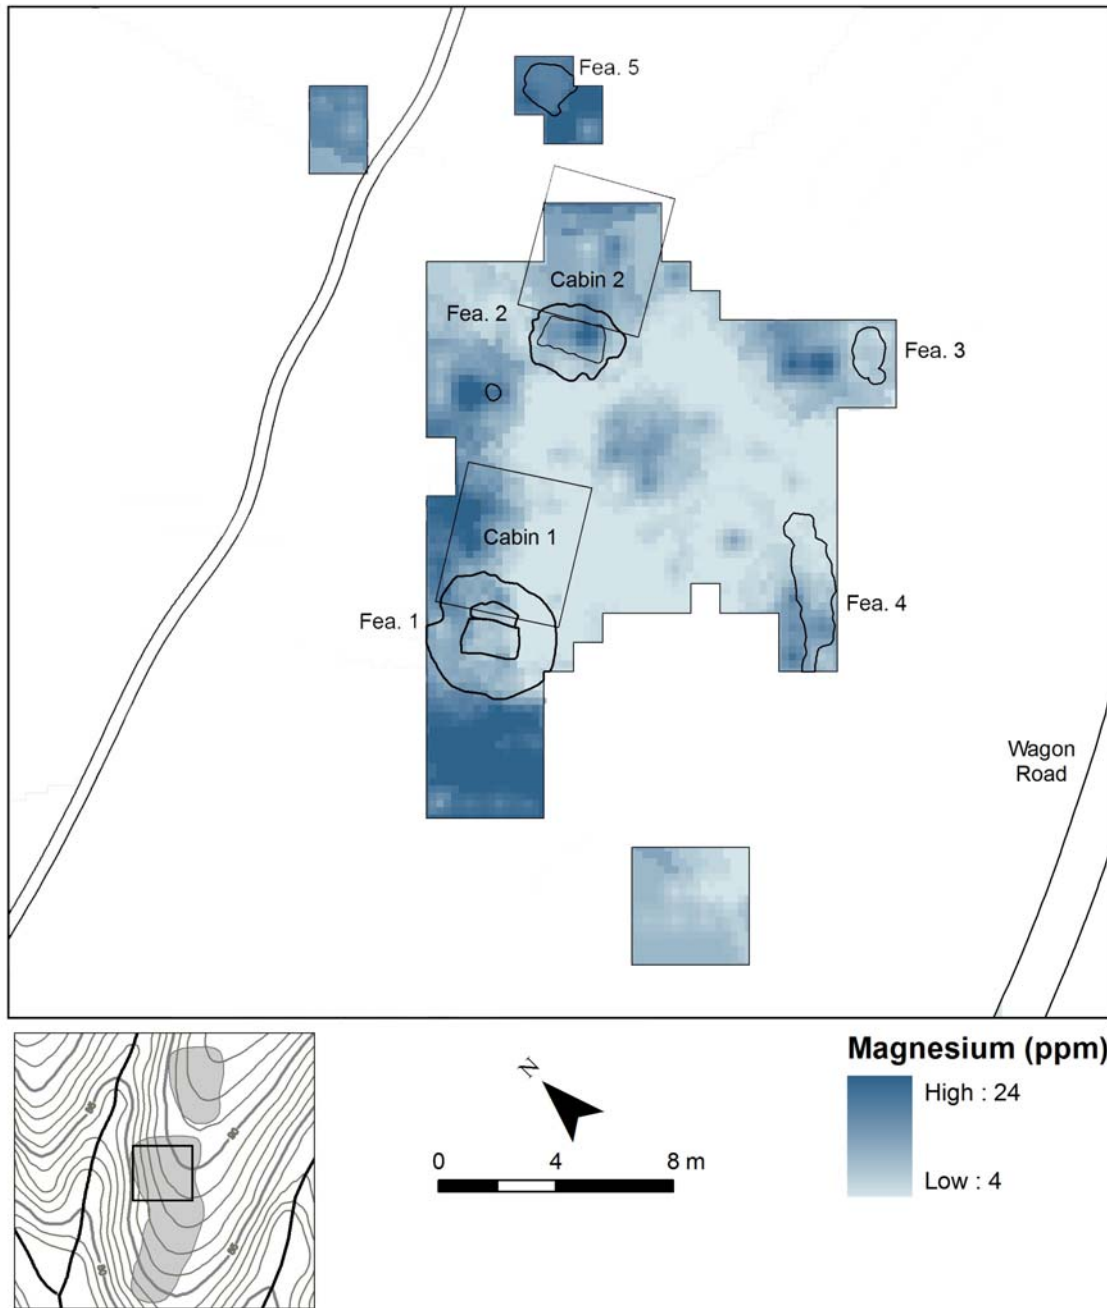 Fea. 5
Cabin 2
Fea. 2
Fea. 3
Cabin 1
Fea. 4
Fea. 1
Wagon
Road
Magnesium (ppm)
High : 24
Low : 4
N
0 4 8 m